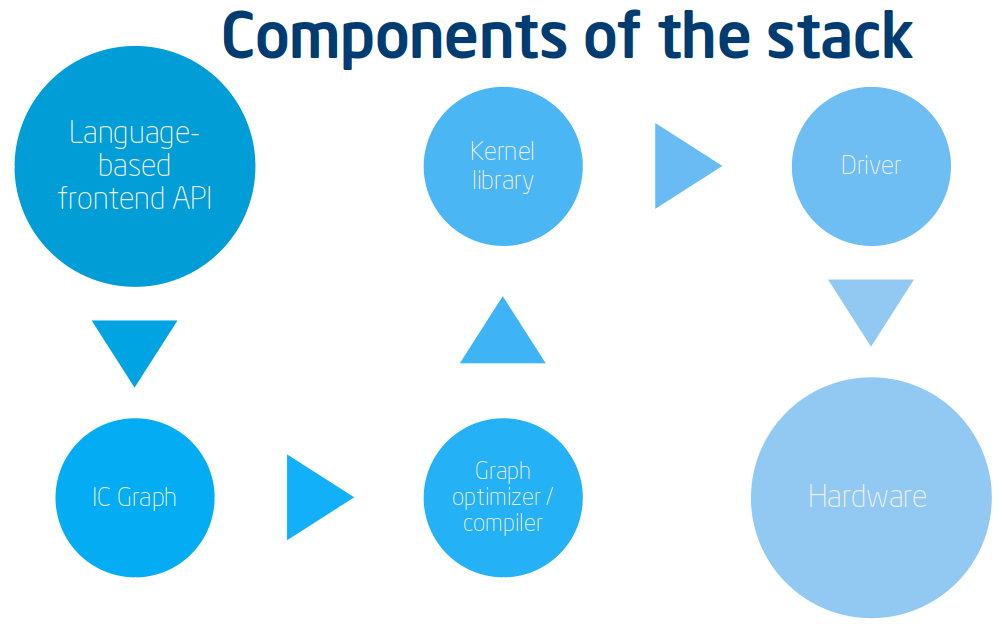 Components of the stack
Language-
based
frontend API
IC Graph
Graph
optimizer /
compiler
Kernel
library
Driver
Hardware